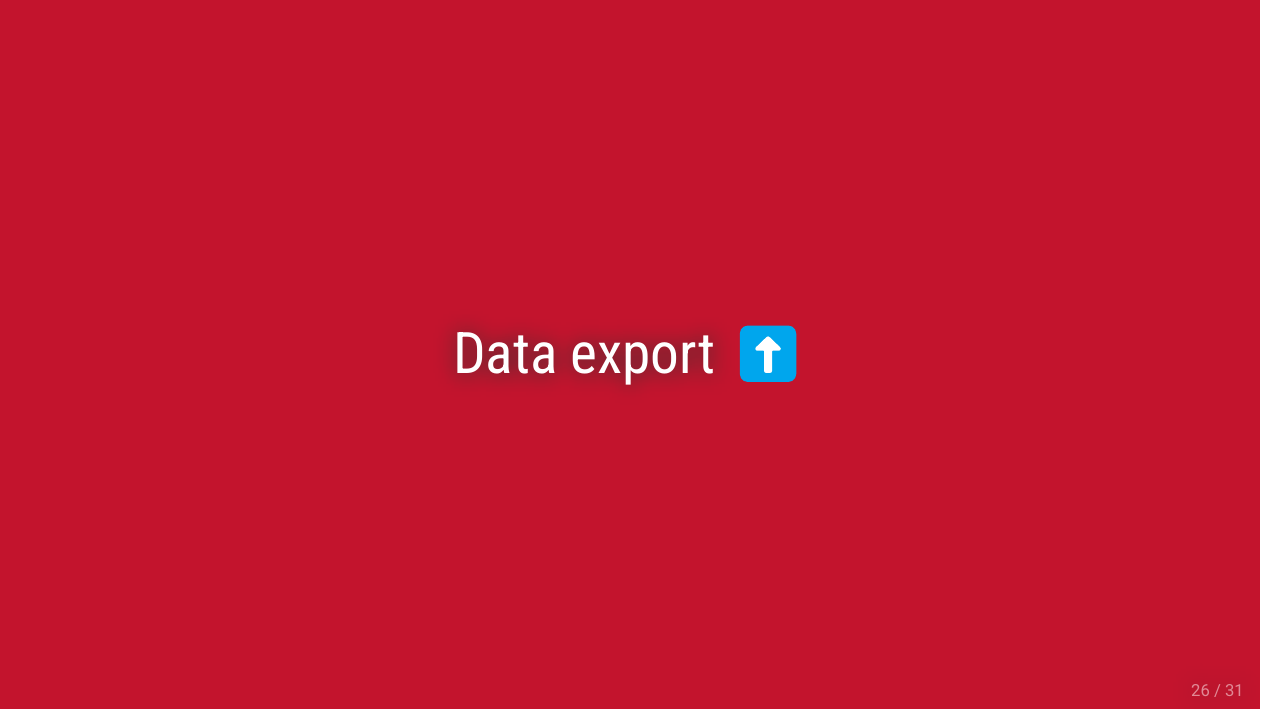 Data export ⬆️
26 / 31